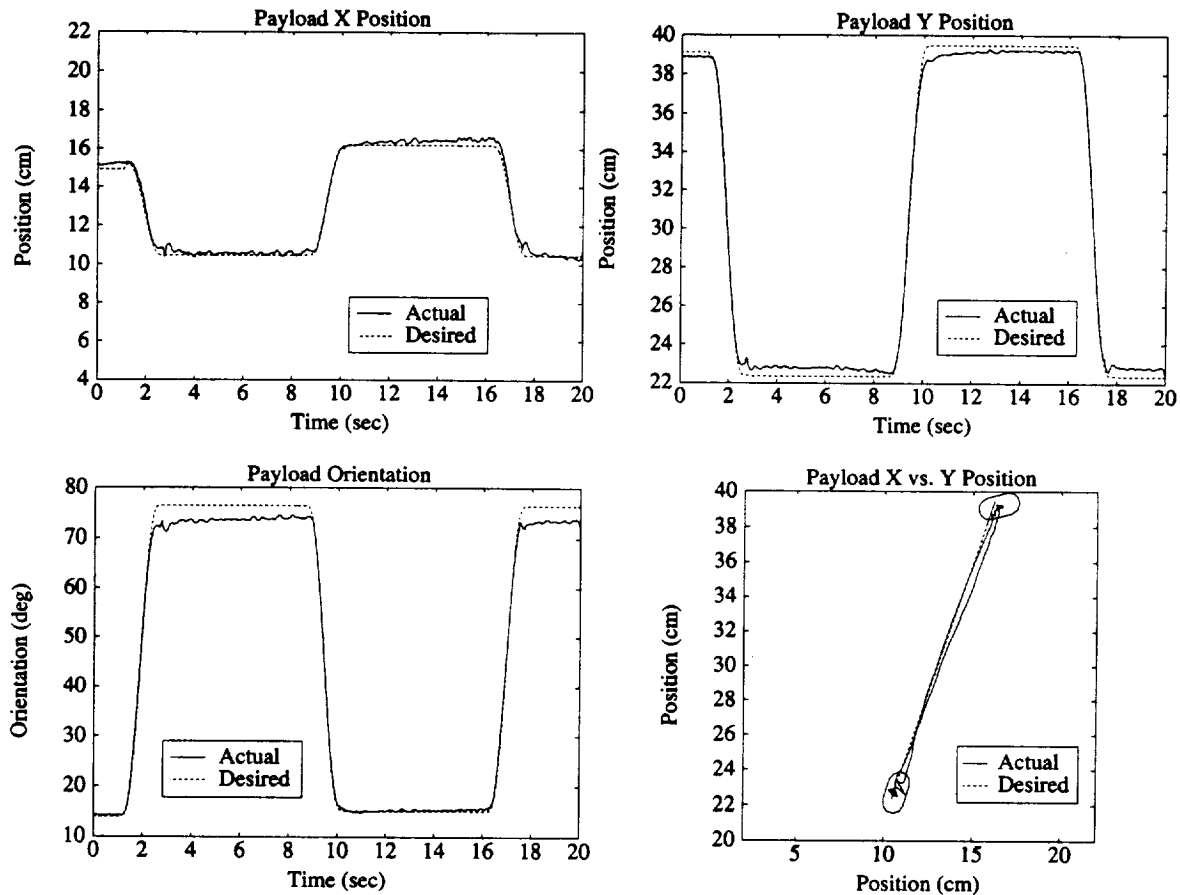 Payload X Position
22
20
18
16
14
12
10
8
6
4
Position (cm)
0 2 4 6 8 10 12 14 16 18 20
Time (sec)
Actual
Desired
Payload Y Position
40
38
36
34
32
30
28
26
24
22
Position (cm)
0 2 4 6 8 10 12 14 16 18 20
Time (sec)
Actual
Desired
Payload Orientation
80
70
60
50
40
30
20
10
Orientation (deg)
0 2 4 6 8 10 12 14 16 18 20
Time (sec)
Actual
Desired
Payload X vs. Y Position
40
38
36
34
32
30
28
26
24
22
20
Position (cm)
5 10 15 20
Position (cm)
Actual
Desired